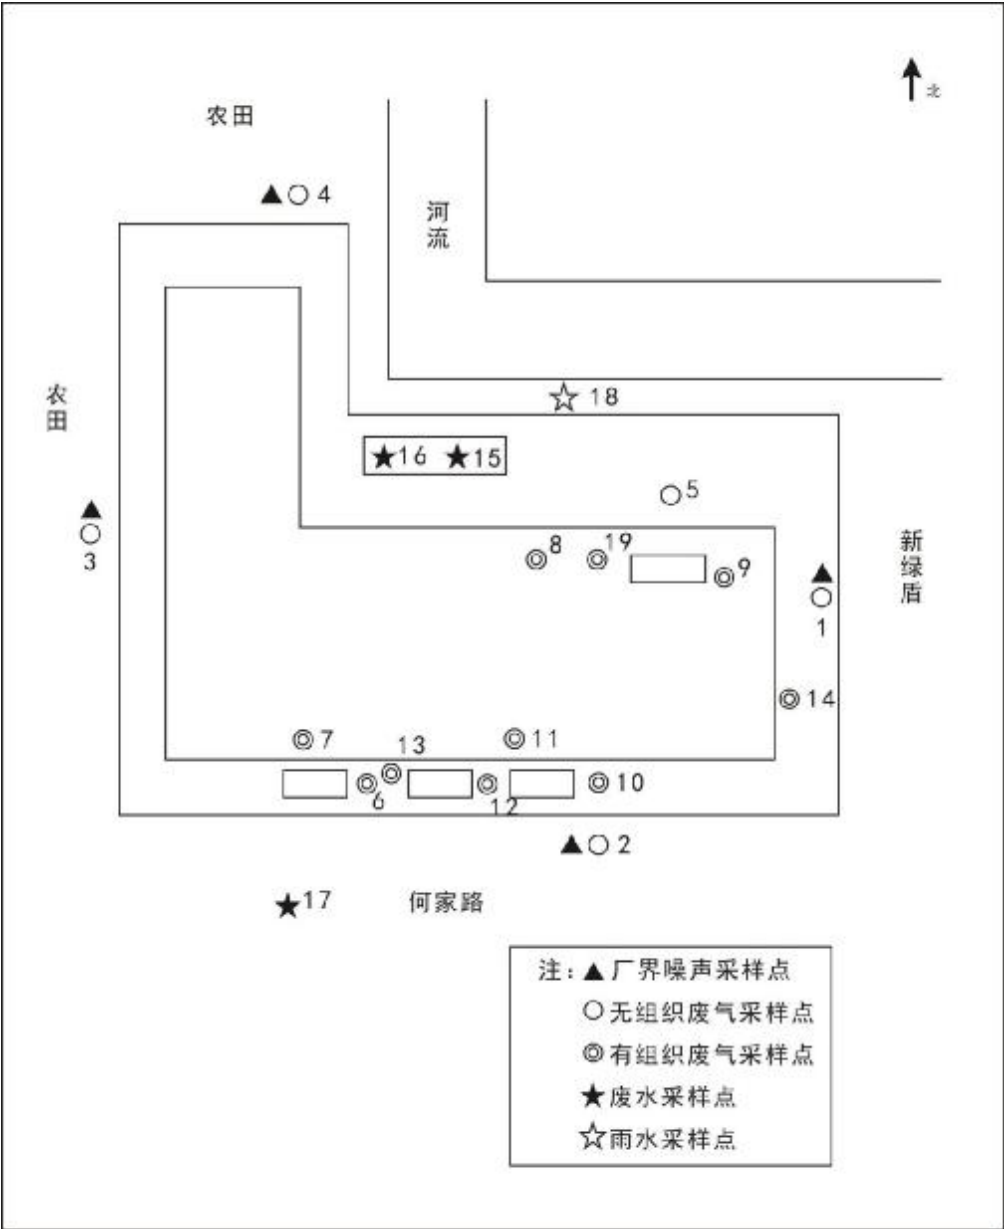 北
农田
▲○ 4
河流
农田
☆ 18
★16 ★15
○5
▲
○
3
◎8
◎19
◎9
新绿盾
▲
○
1
◎14
◎7
13
◎
◎11
◎
6
◎
12
◎10
▲○ 2
★17
何家路
注：▲厂界噪声采样点
○无组织废气采样点
◎有组织废气采样点
★废水采样点
☆雨水采样点